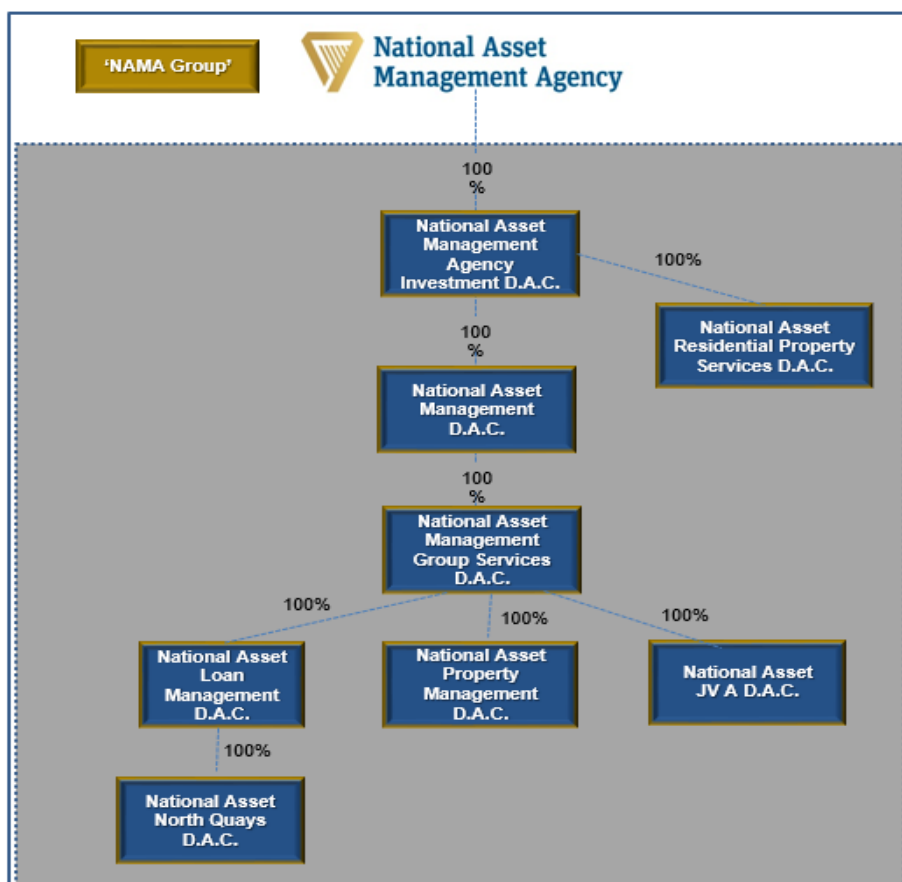 ‘NAMA Group’
National Asset
Management Agency
100
%
National Asset
Management
Agency
Investment D.A.C.
100%
National Asset
Residential Property
Services D.A.C.
100
%
National Asset
Management
D.A.C.
100
%
National Asset
Management
Group Services
D.A.C.
100%
100%
100%
National Asset
Loan
Management
D.A.C.
National Asset
Property
Management
D.A.C.
National Asset
JV A D.A.C.
100%
National Asset
North Quays
D.A.C.